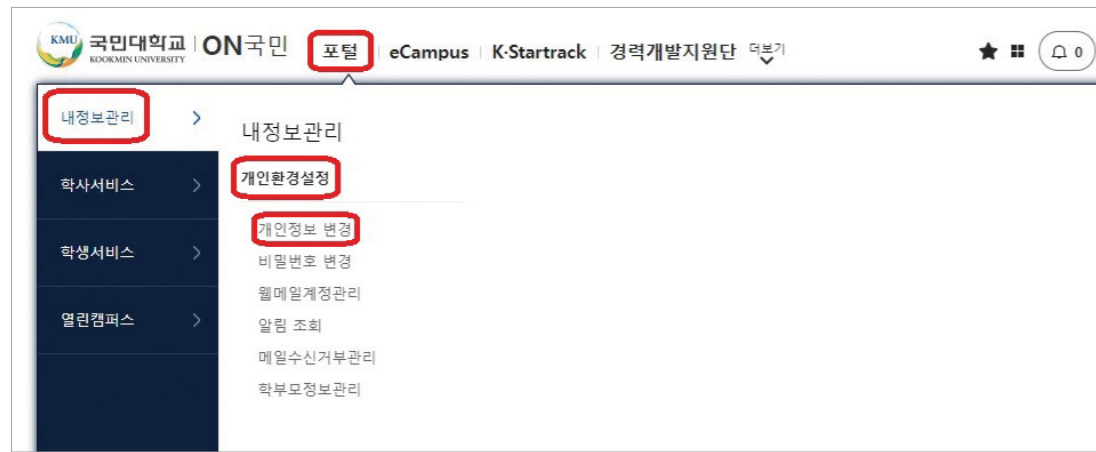 KMU 국민대학교 KOOKMIN UNIVERSITY ON국민 포털 eCampus K·Startrack 경력개발지원단 더보기 0
내정보관리
학사서비스
학생서비스
열린캠퍼스
내정보관리
개인환경설정
개인정보 변경
비밀번호 변경
웹메일계정관리
알림 조회
메일수신거부관리
학부모정보관리